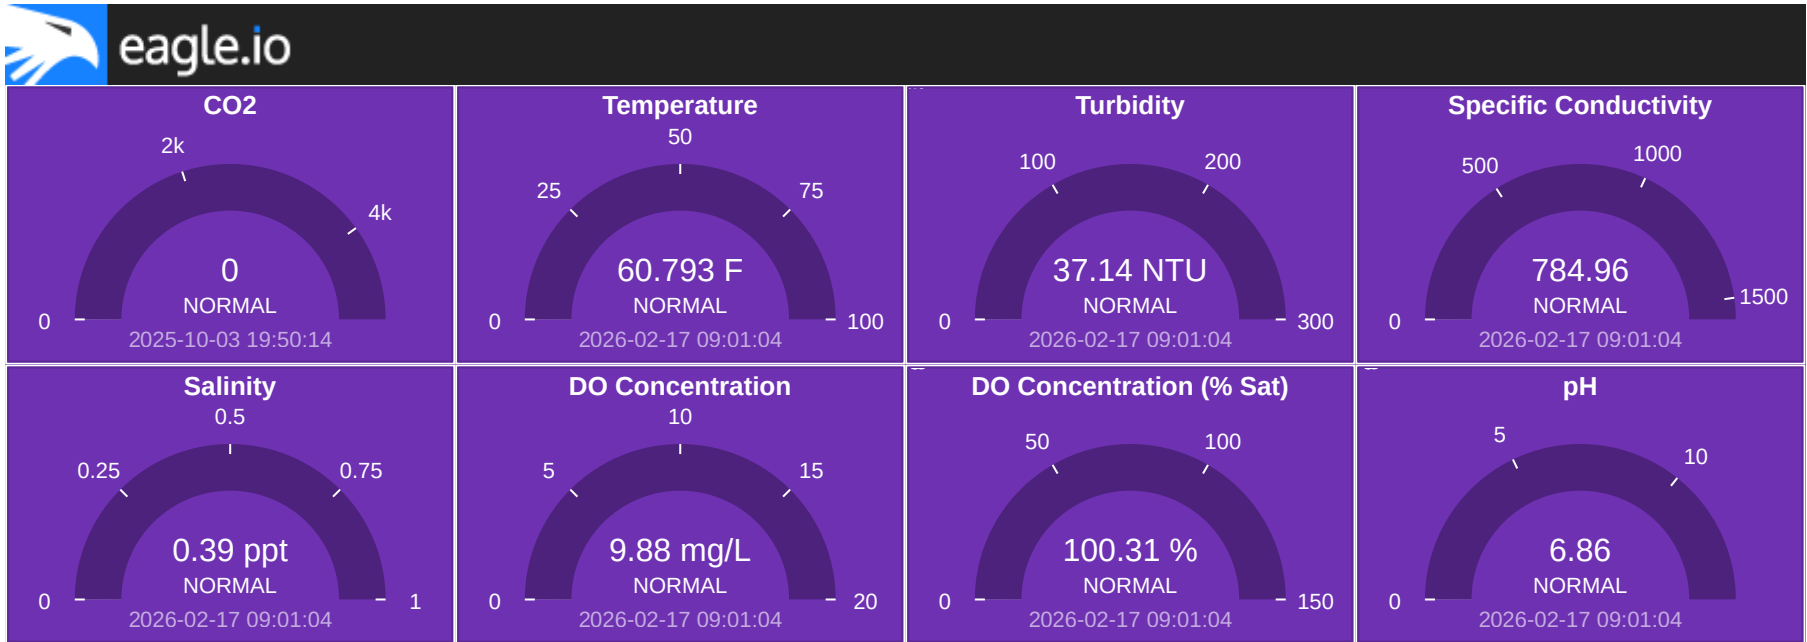 eagle.io
CO2
2k
4k
0
0
NORMAL
2025-10-03 19:50:14
Temperature
50
25
75
60.793 F
NORMAL
0
100
2026-02-17 09:01:04
Turbidity
100
200
37.14 NTU
NORMAL
0
300
2026-02-17 09:01:04
Specific Conductivity
500
1000
784.96
1500
NORMAL
0
2026-02-17 09:01:04
Salinity
0.5
0.25
0.75
0.39 ppt
NORMAL
0
1
2026-02-17 09:01:04
DO Concentration
10
5
15
9.88 mg/L
NORMAL
0
20
2026-02-17 09:01:04
DO Concentration (% Sat)
50
100
100.31 %
NORMAL
0
150
2026-02-17 09:01:04
pH
5
10
6.86
NORMAL
0
2026-02-17 09:01:04